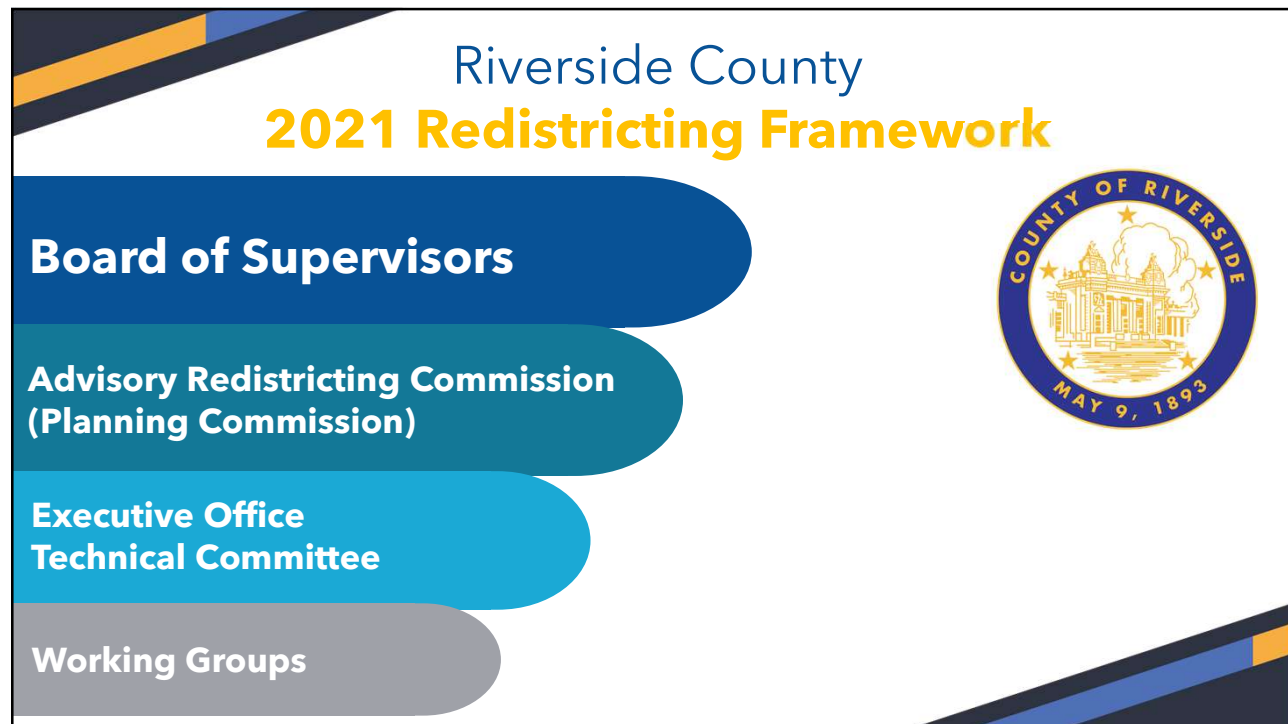 Riverside County
2021 Redistricting Framework
Board of Supervisors
Advisory Redistricting Commission
(Planning Commission)
Executive Office
Technical Committee
Working Groups
COUNTY OF RIVERSIDE
MAY 9, 1893